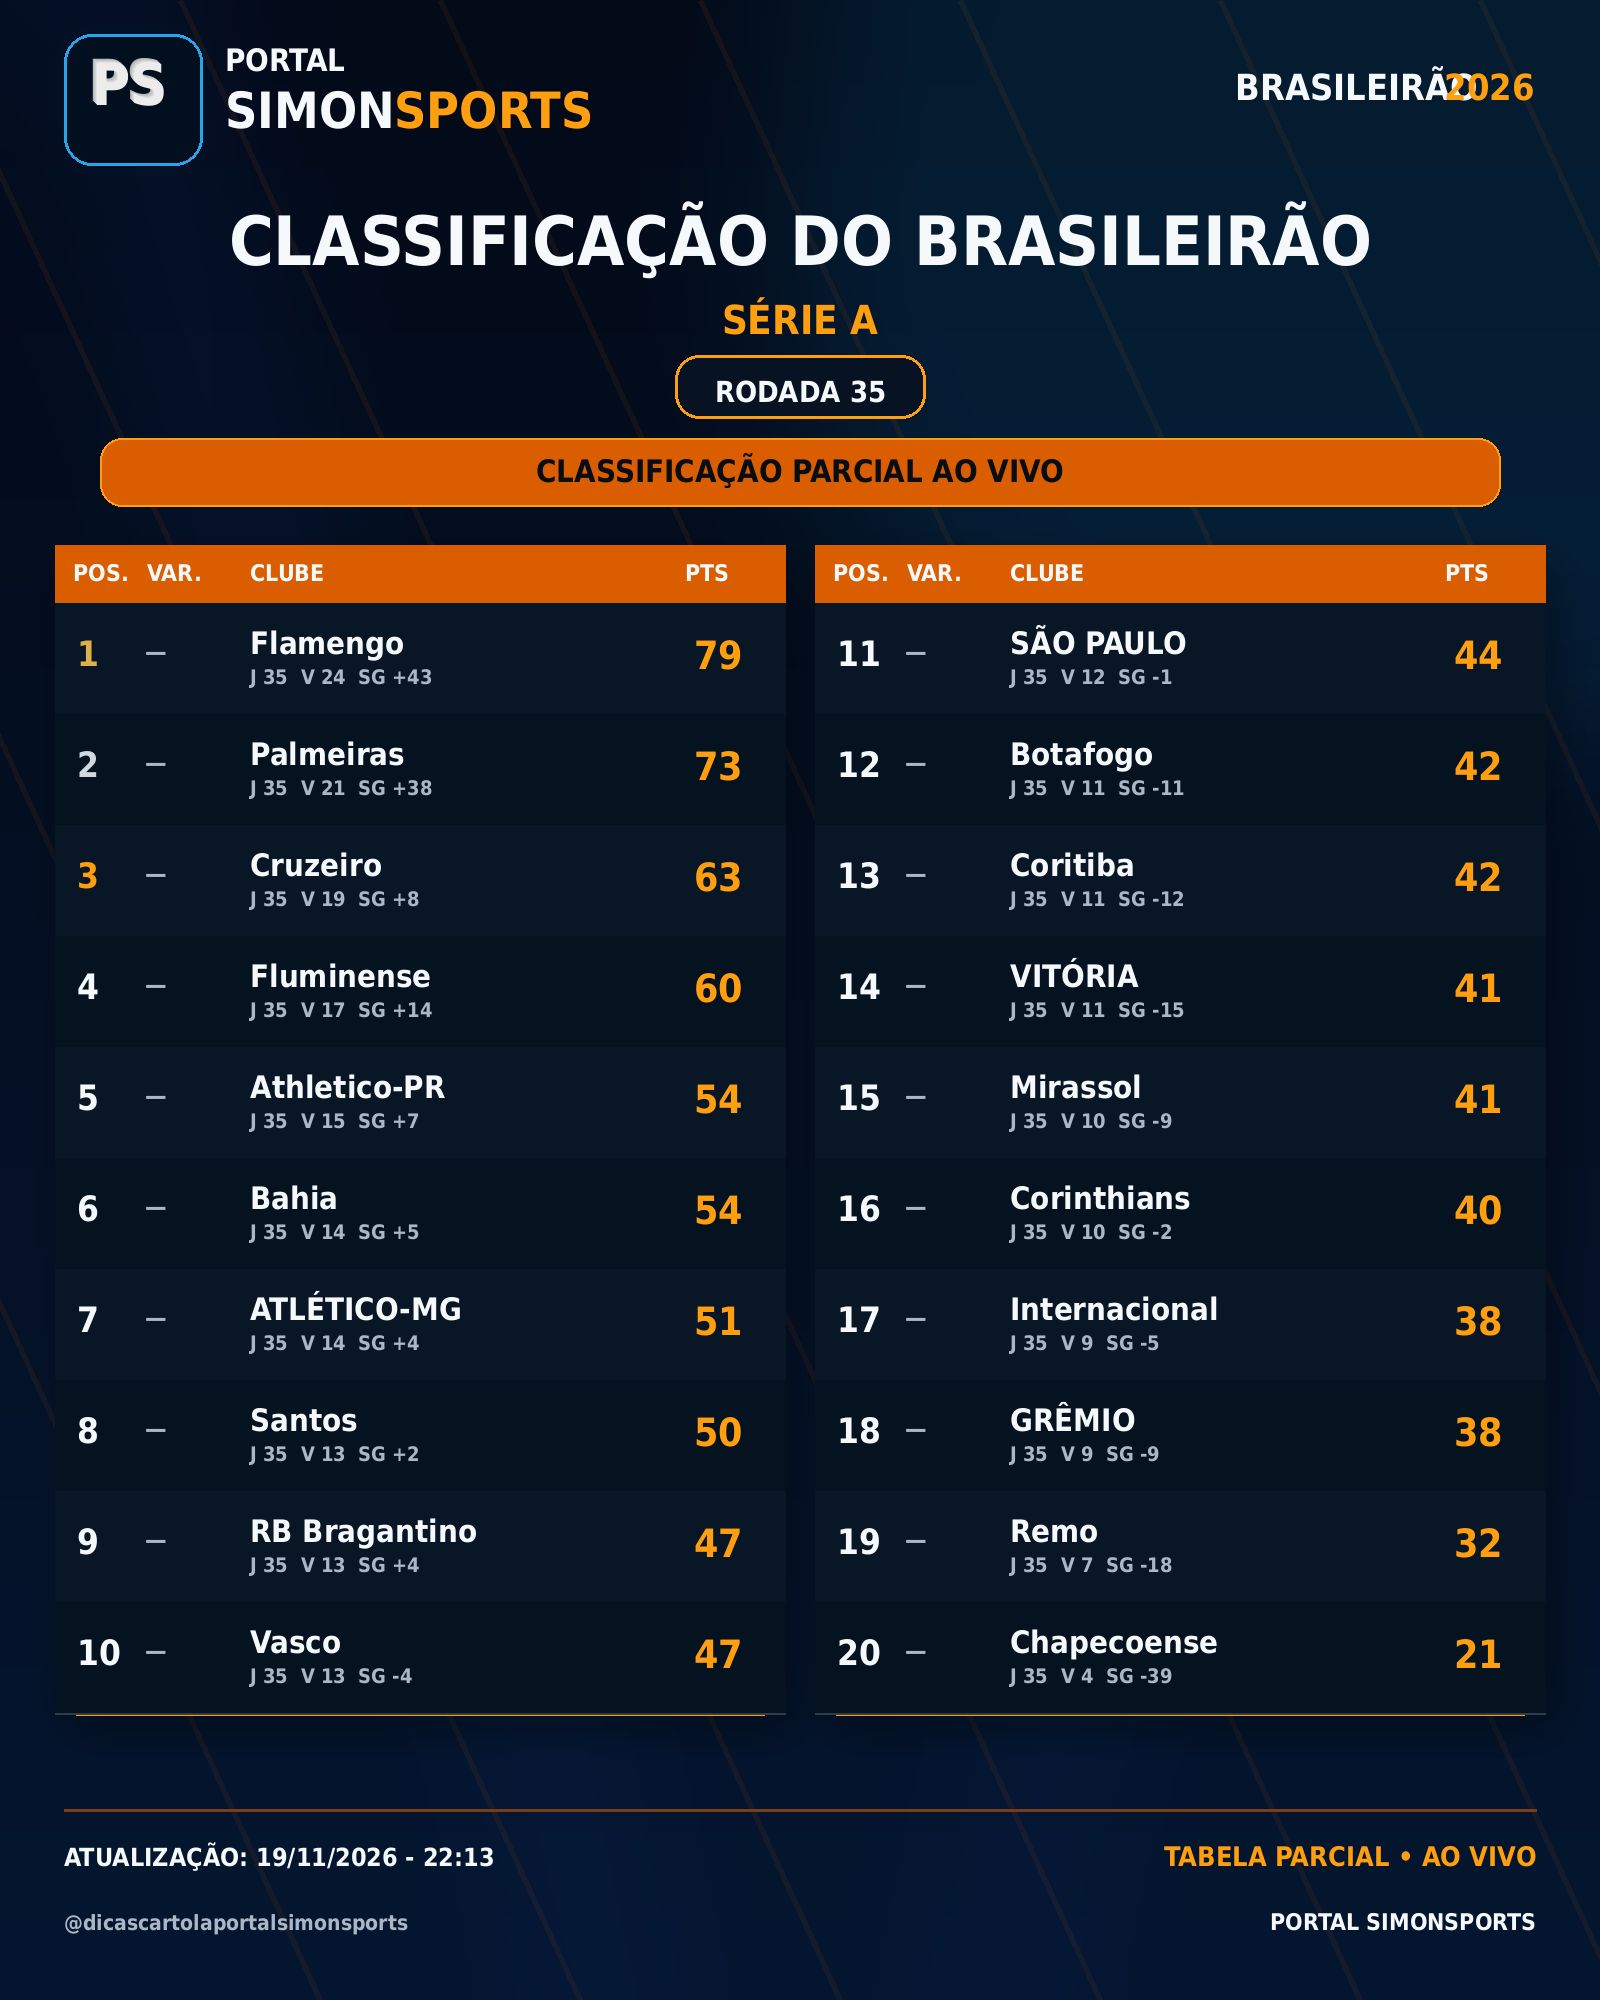 PS
PORTAL
SIMONSPORTS
BRASILEIRÃO 2026
CLASSIFICAÇÃO DO BRASILEIRÃO
SÉRIE A
RODADA 35
CLASSIFICAÇÃO PARCIAL AO VIVO
POS. VAR. CLUBE PTS
1 — Flamengo 79
J 35 V 24 SG +43
2 — Palmeiras 73
J 35 V 21 SG +38
3 — Cruzeiro 63
J 35 V 19 SG +8
4 — Fluminense 60
J 35 V 17 SG +14
5 — Athletico-PR 54
J 35 V 15 SG +7
6 — Bahia 54
J 35 V 14 SG +5
7 — ATLÉTICO-MG 51
J 35 V 14 SG +4
8 — Santos 50
J 35 V 13 SG +2
9 — RB Bragantino 47
J 35 V 13 SG +4
10 — Vasco 47
J 35 V 13 SG -4
POS. VAR. CLUBE PTS
11 — SÃO PAULO 44
J 35 V 12 SG -1
12 — Botafogo 42
J 35 V 11 SG -11
13 — Coritiba 42
J 35 V 11 SG -12
14 — VITÓRIA 41
J 35 V 11 SG -15
15 — Mirassol 41
J 35 V 10 SG -9
16 — Corinthians 40
J 35 V 10 SG -2
17 — Internacional 38
J 35 V 9 SG -5
18 — GRÊMIO 38
J 35 V 9 SG -9
19 — Remo 32
J 35 V 7 SG -18
20 — Chapecoense 21
J 35 V 4 SG -39
ATUALIZAÇÃO: 19/11/2026 - 22:13
TABELA PARCIAL • AO VIVO
@dicascartolaportalsimonsports
PORTAL SIMONSPORTS